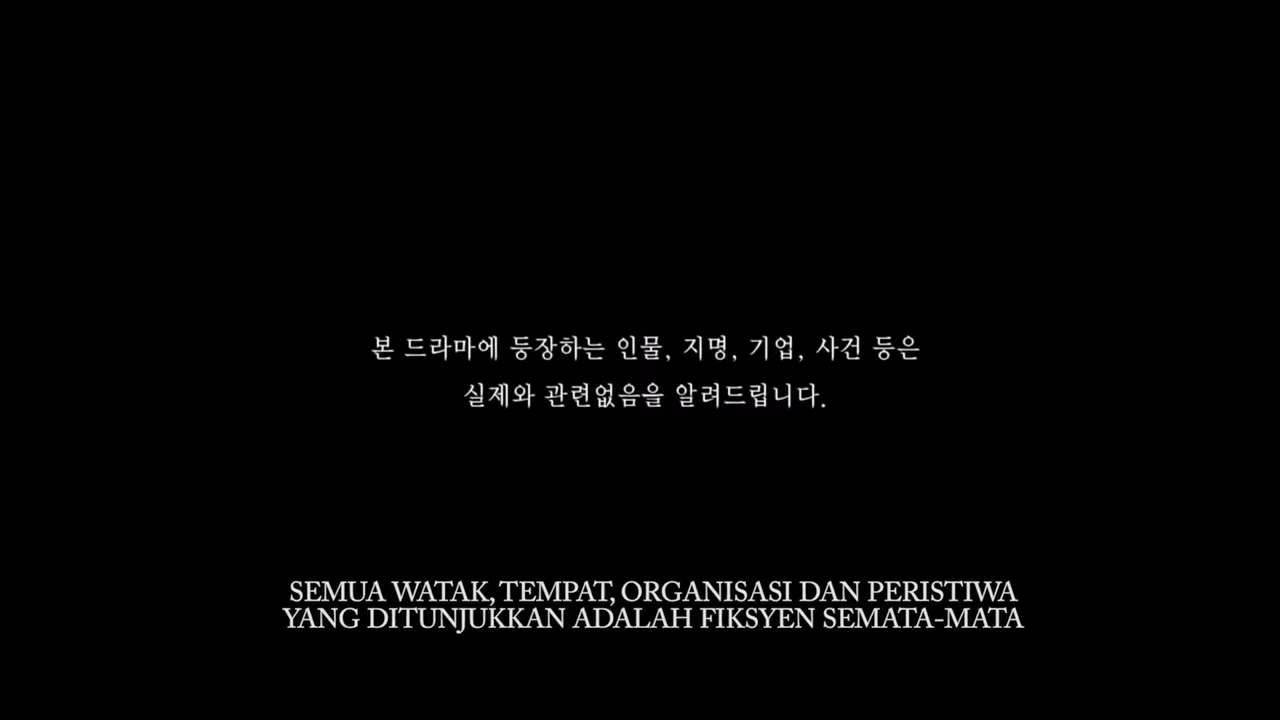 본 드라마에 등장하는 인물, 지명, 기업, 사건 등은
실제와 관련없음을 알려드립니다.
SEMUA WATAK, TEMPAT, ORGANISASI DAN PERISTIWA
YANG DITUNJUKKAN ADALAH FIKSYEN SEMATA-MATA